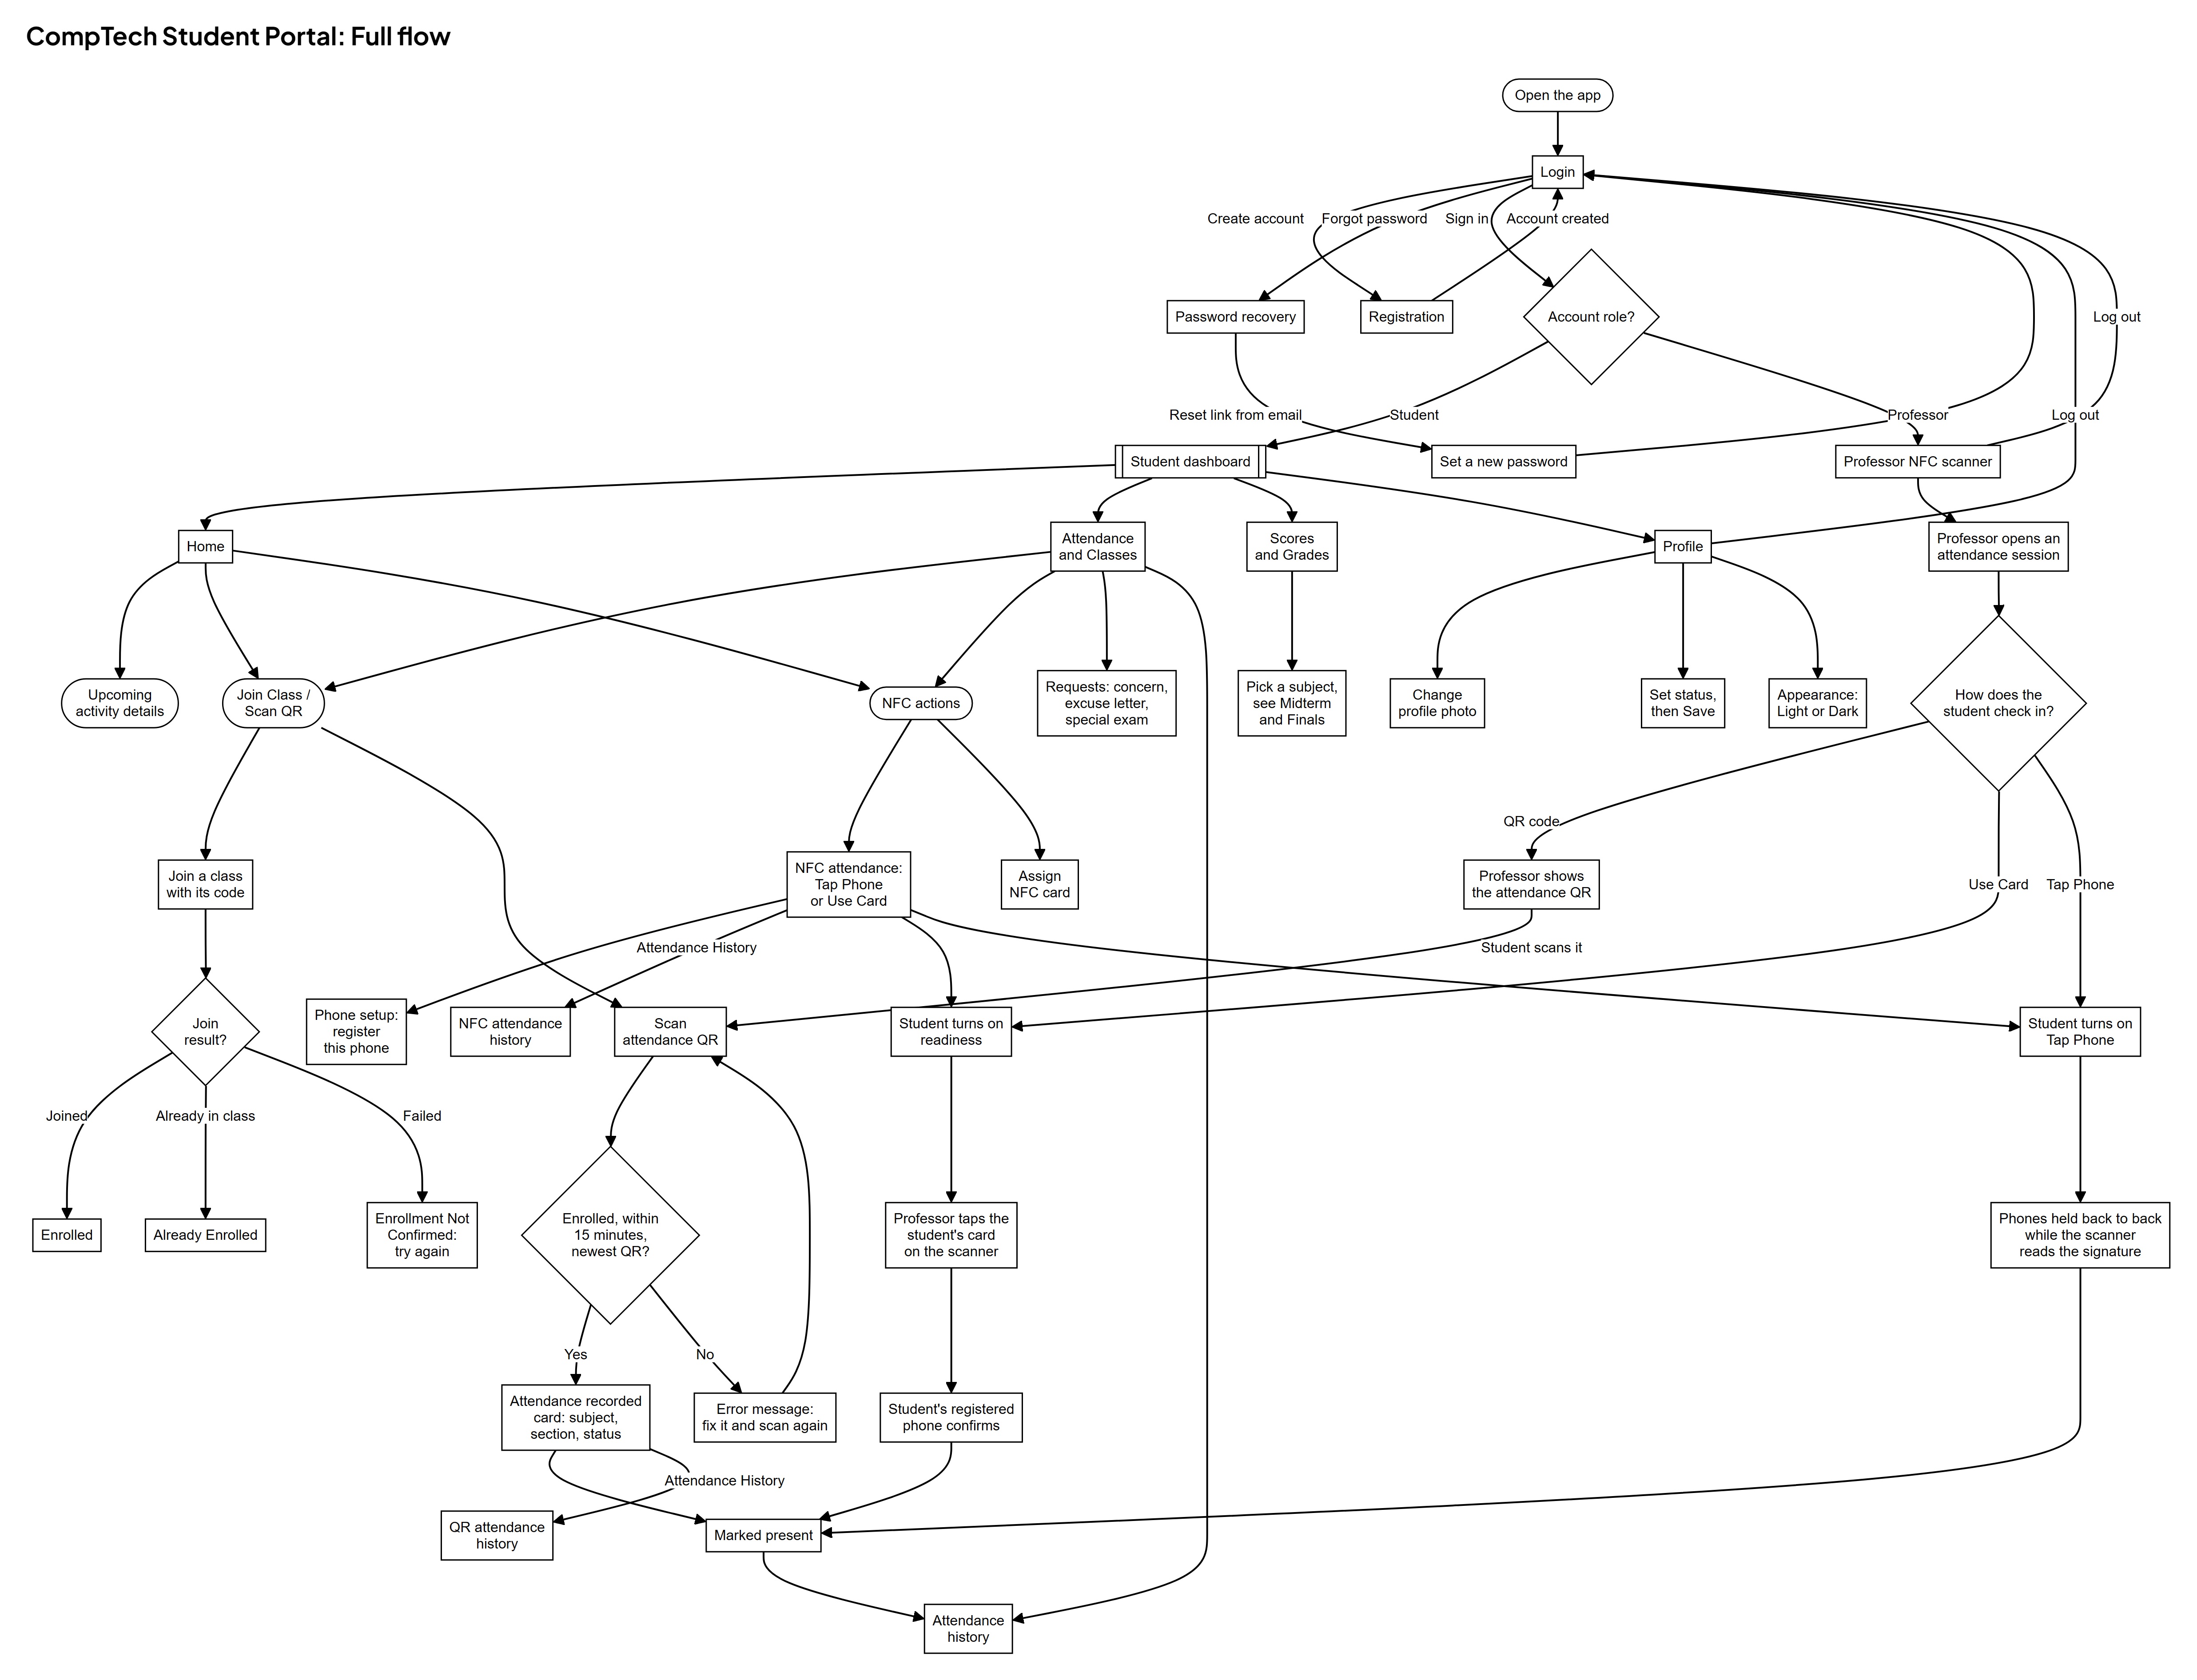 CompTech Student Portal: Full flow
Open the app
Login
Create account
Forgot password
Sign in
Account created
Password recovery
Registration
Account role?
Log out
Reset link from email
Student
Professor
Log out
Student dashboard
Set a new password
Professor NFC scanner
Home
Attendance
and Classes
Scores
and Grades
Profile
Professor opens an
attendance session
Upcoming
activity details
Join Class /
Scan QR
NFC actions
Requests: concern,
excuse letter,
special exam
Pick a subject,
see Midterm
and Finals
Change
profile photo
Set status,
then Save
Appearance:
Light or Dark
How does the
student check in?
QR code
Join a class
with its code
NFC attendance:
Tap Phone
or Use Card
Assign
NFC card
Professor shows
the attendance QR
Use Card
Tap Phone
Attendance History
Student scans it
Join
result?
Phone setup:
register
this phone
NFC attendance
history
Scan
attendance QR
Student turns on
readiness
Student turns on
Tap Phone
Joined
Already in class
Failed
Enrolled
Already Enrolled
Enrollment Not
Confirmed:
try again
Enrolled, within
15 minutes,
newest QR?
Professor taps the
student's card
on the scanner
Phones held back to back
while the scanner
reads the signature
Yes
No
Attendance recorded
card: subject,
section, status
Error message:
fix it and scan again
Student's registered
phone confirms
Attendance History
QR attendance
history
Marked present
Attendance
history